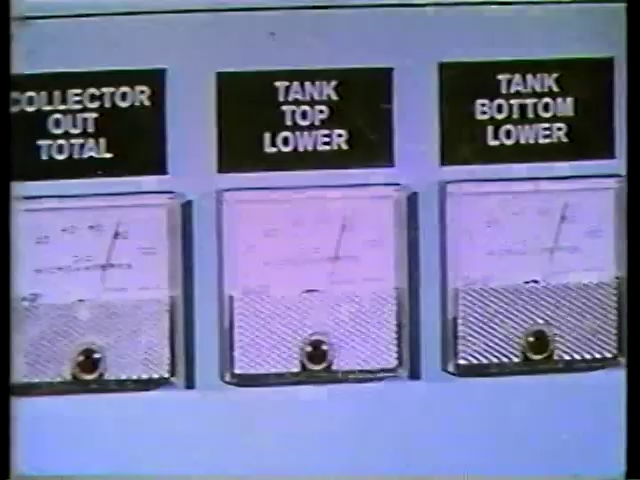 COLLECTOR
OUT
TOTAL
TANK
TOP
LOWER
TANK
BOTTOM
LOWER